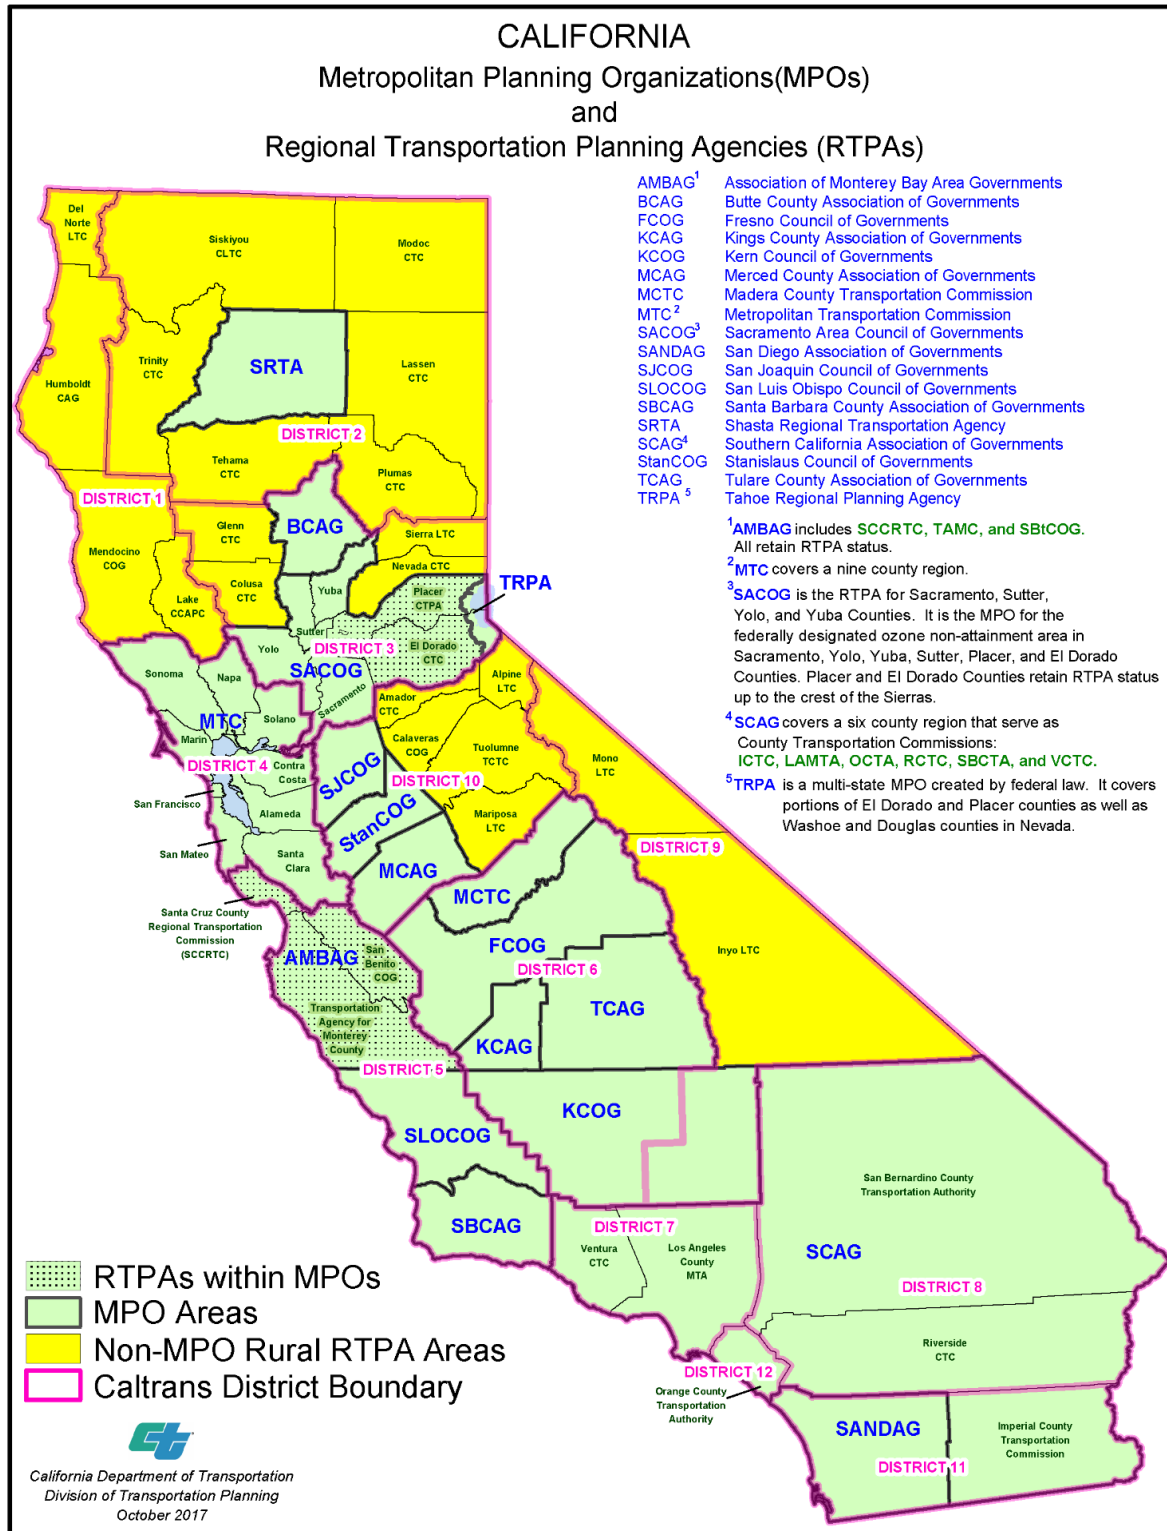 CALIFORNIA
Metropolitan Planning Organizations(MPOs)
and
Regional Transportation Planning Agencies (RTPAs)
AMBAG1 Association of Monterey Bay Area Governments
BCAG Butte County Association of Governments
FCOG Fresno Council of Governments
KCAG Kings County Association of Governments
KCOG Kern Council of Governments
MCAG Merced County Association of Governments
MCTC Madera County Transportation Commission
MTC 2 Metropolitan Transportation Commission
SACOG3 Sacramento Area Council of Governments
SANDAG San Diego Association of Governments
SJCOG San Joaquin Council of Governments
SLOCOG San Luis Obispo Council of Governments
SBCAG Santa Barbara County Association of Governments
SRTA Shasta Regional Transportation Agency
SCAG4 Southern California Association of Governments
StanCOG Stanislaus Council of Governments
TCAG Tulare County Association of Governments
TRPA 5 Tahoe Regional Planning Agency
1AMBAG includes SCCRTC, TAMC, and SBtCOG.
All retain RTPA status.
2MTC covers a nine county region.
3SACOG is the RTPA for Sacramento, Sutter,
Yolo, and Yuba Counties. It is the MPO for the
federally designated ozone non-attainment area in
Sacramento, Yolo, Yuba, Sutter, Placer, and El Dorado
Counties. Placer and El Dorado Counties retain RTPA status
up to the crest of the Sierras.
4SCAG covers a six county region that serve as
County Transportation Commissions:
ICTC, LAMTA, OCTA, RCTC, SBCTA, and VCTC.
5TRPA is a multi-state MPO created by federal law. It covers
portions of El Dorado and Placer counties as well as
Washoe and Douglas counties in Nevada.
Del
Norte
LTC
Siskiyou
CLTC
Modoc
CTC
Humboldt
CAG
Trinity
CTC
SRTA
Lassen
CTC
DISTRICT 2
Tehama
CTC
Plumas
CTC
DISTRICT 1
Mendocino
COG
Glenn
CTC
BCAG
Sierra LTC
Nevada CTC
Lake
CCAPC
Colusa
CTC
Yuba
Sutter
Placer
CTPA
TRPA
DISTRICT 3
El Dorado
CTC
Yolo
SACOG
Sacramento
Sonoma
Napa
MTC
Solano
Marin
DISTRICT 4
Contra
Costa
San Francisco
Alameda
San Mateo
Santa
Clara
Amador
CTC
Alpine
LTC
Calaveras
COG
Tuolumne
TCTC
Mono
LTC
SJCOG
DISTRICT 10
StanCOG
Mariposa
LTC
MCAG
DISTRICT 9
MCTC
Inyo LTC
Santa Cruz County
Regional Transportation
Commission
(SCCRTC)
AMBAG
San
Benito
COG
Transportation
Agency for
Monterey
County
FCOG
DISTRICT 6
TCAG
KCAG
DISTRICT 5
KCOG
SLOCOG
SBCAG
DISTRICT 7
Ventura
CTC
Los Angeles
County
MTA
San Bernardino County
Transportation Authority
SCAG
DISTRICT 8
Riverside
CTC
DISTRICT 12
Orange County
Transportation
Authority
SANDAG
Imperial County
Transportation
Commission
DISTRICT 11
RTPAs within MPOs
MPO Areas
Non-MPO Rural RTPA Areas
Caltrans District Boundary
ct
California Department of Transportation
Division of Transportation Planning
October 2017